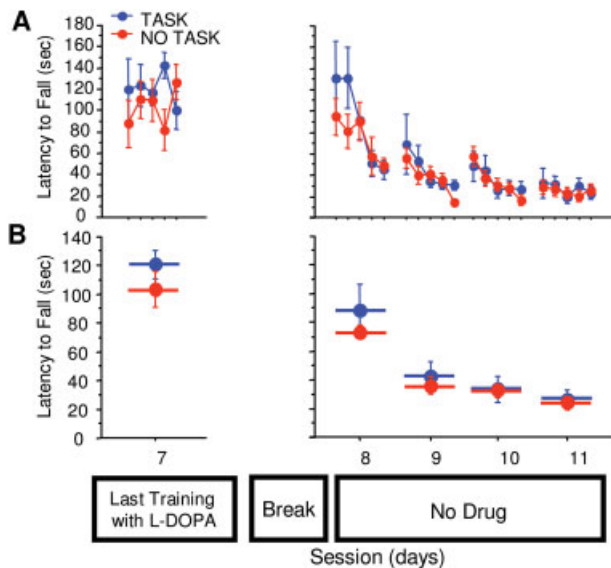 A
TASK
NO TASK
Latency to Fall (sec)
180
160
140
120
100
80
60
40
20
0
B
Latency to Fall (sec)
140
120
100
80
60
40
20
0
7
8
9
10
11
Last Training
with L-DOPA
Break
No Drug
Session (days)